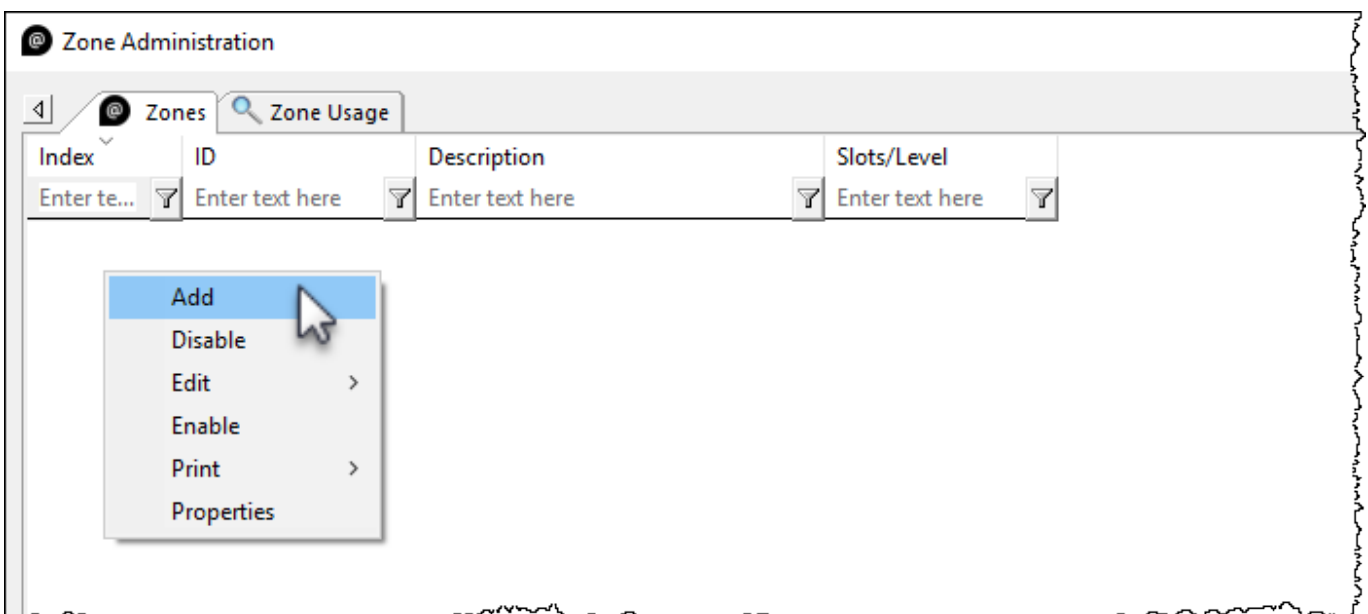 Zone Administration
Zones Zone Usage
Index ID Description Slots/Level
Enter te... Enter text here Enter text here Enter text here
Add
Disable
Edit
Enable
Print
Properties